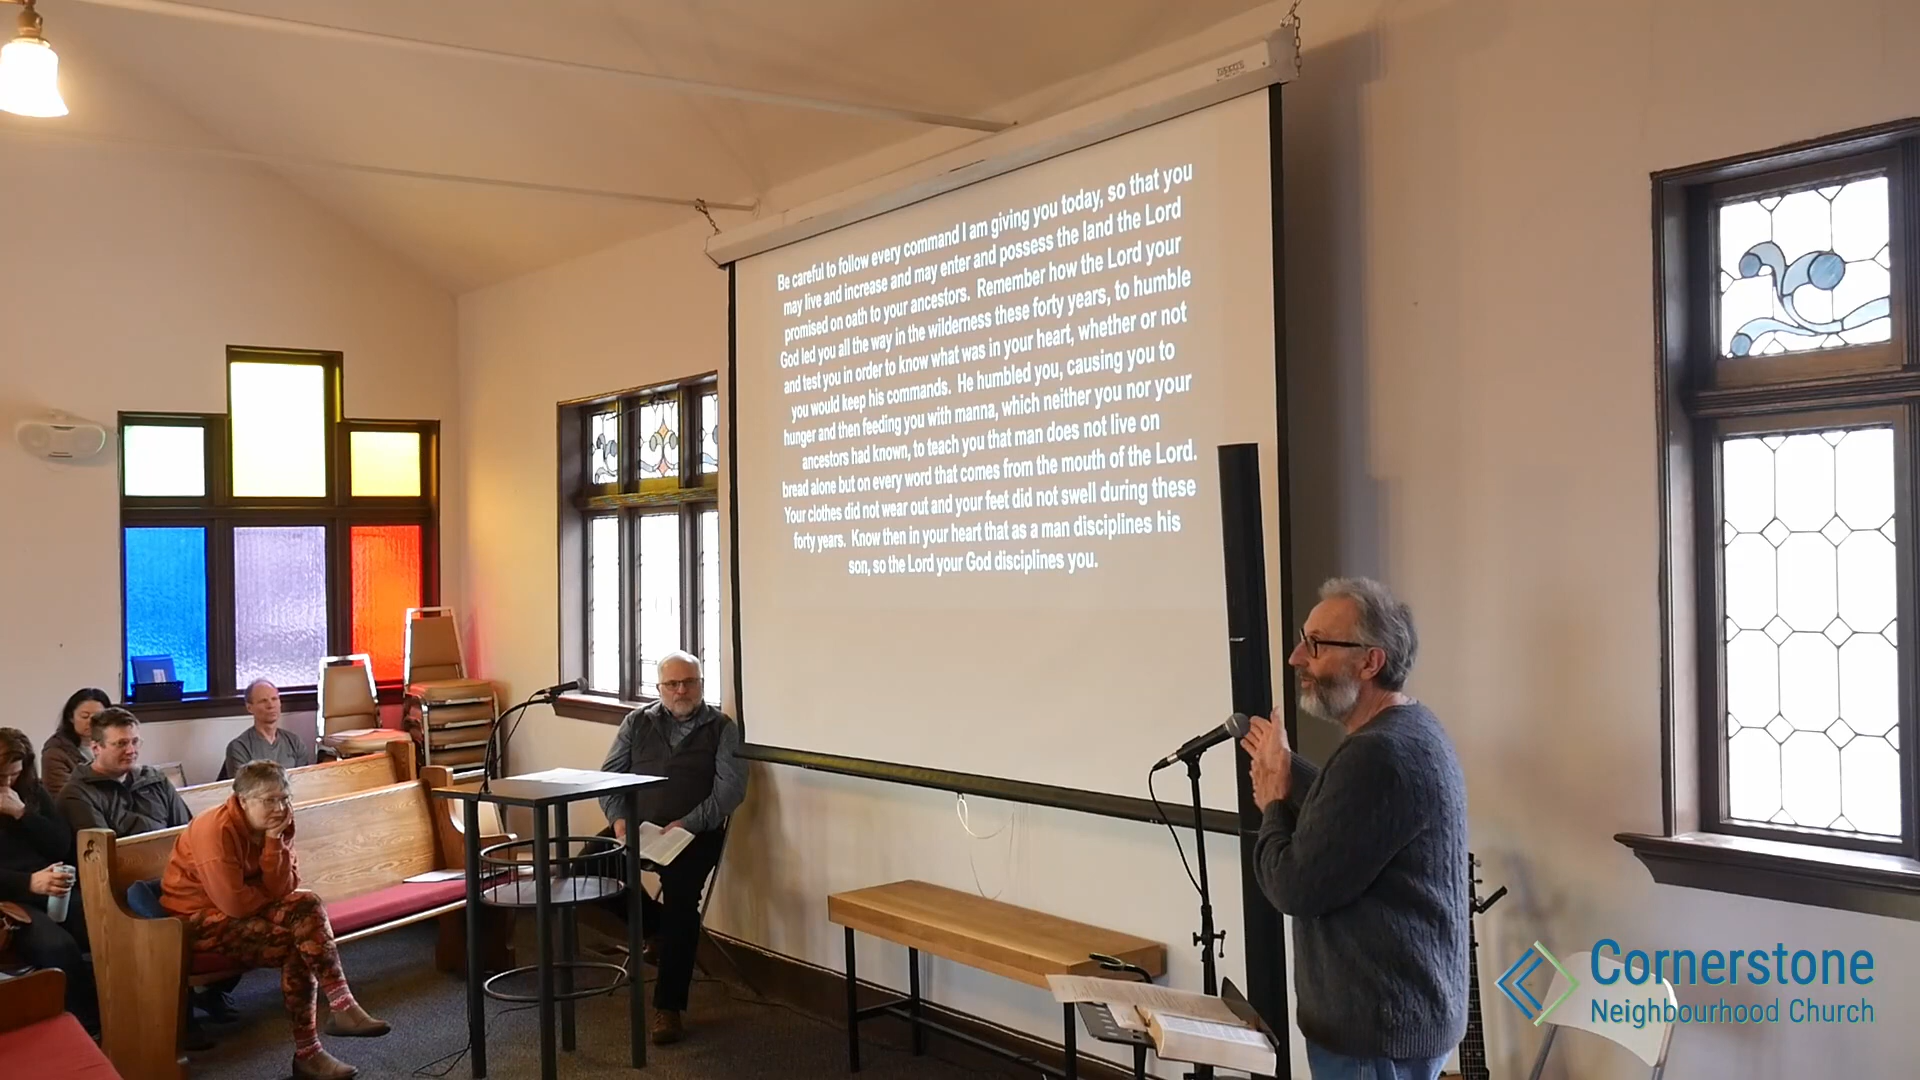 Be careful to follow every command I am giving you today, so that you
may live and increase and may enter and possess the land the Lord
promised on oath to your ancestors. Remember how the Lord your
God led you all the way in the wilderness these forty years, to humble
and test you in order to know what was in your heart, whether or not
you would keep his commands. He humbled you, causing you to
hunger and then feeding you with manna, which neither you nor your
ancestors had known, to teach you that man does not live on
bread alone but on every word that comes from the mouth of the Lord.
Your clothes did not wear out and your feet did not swell during these
forty years. Know then in your heart that as a man disciplines his
son, so the Lord your God disciplines you.
Cornerstone
Neighbourhood Church